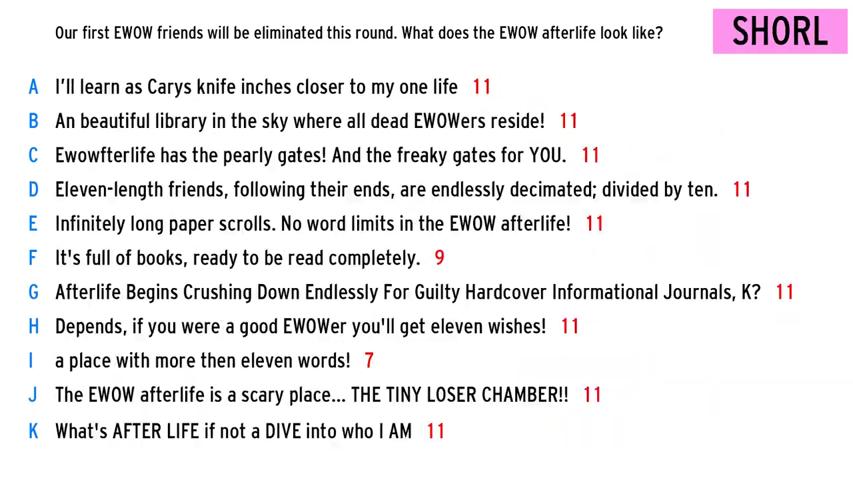 Our first EWOW friends will be eliminated this round. What does the EWOW afterlife look like?
SHORL
A I'll learn as Carys knife inches closer to my one life 11
B An beautiful library in the sky where all dead EWOWers reside! 11
C Ewowfterlife has the pearly gates! And the freaky gates for YOU. 11
D Eleven-length friends, following their ends, are endlessly decimated; divided by ten. 11
E Infinitely long paper scrolls. No word limits in the EWOW afterlife! 11
F It's full of books, ready to be read completely. 9
G Afterlife Begins Crushing Down Endlessly For Guilty Hardcover Informational Journals, K? 11
H Depends, if you were a good EWOWer you'll get eleven wishes! 11
I a place with more then eleven words! 7
J The EWOW afterlife is a scary place... THE TINY LOSER CHAMBER!! 11
K What's AFTER LIFE if not a DIVE into who I AM 11